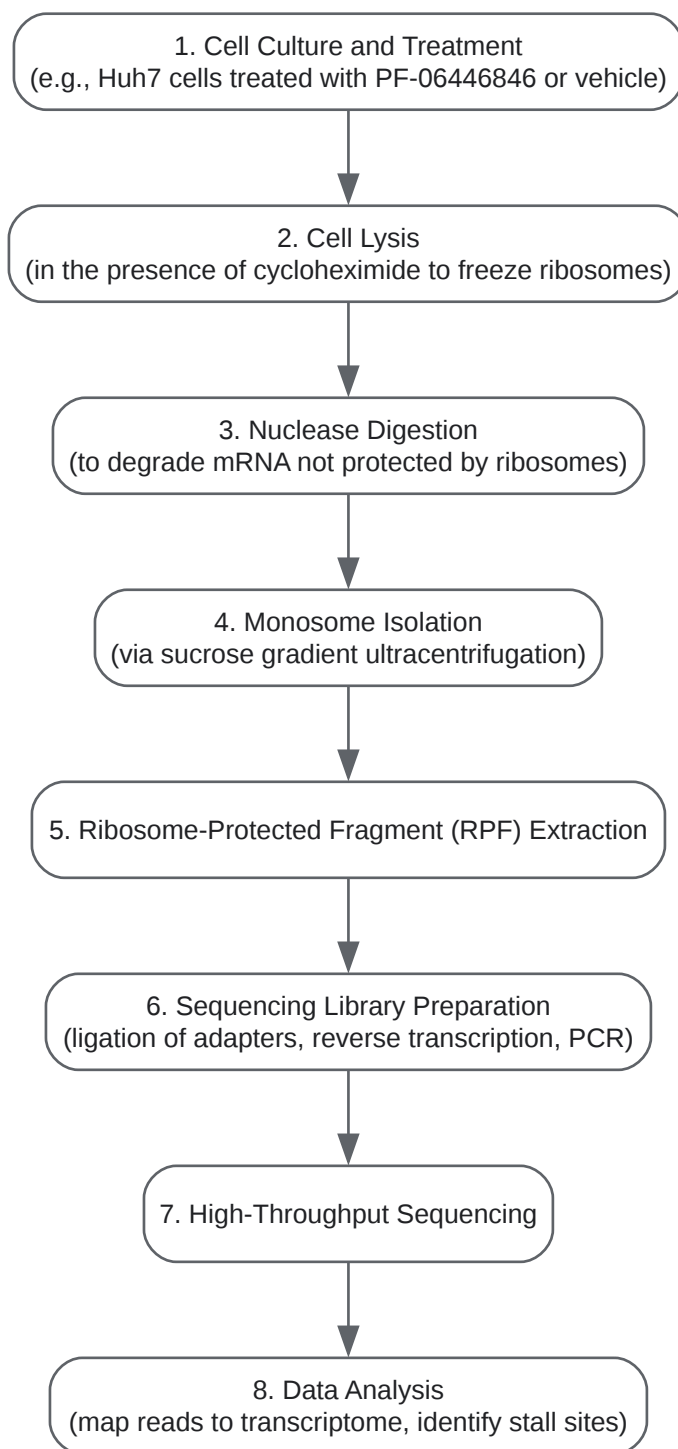 1. Cell Culture and Treatment
(e.g., Huh7 cells treated with PF-06446846 or vehicle)
2. Cell Lysis
(in the presence of cycloheximide to freeze ribosomes)
3. Nuclease Digestion
(to degrade mRNA not protected by ribosomes)
4. Monosome Isolation
(via sucrose gradient ultracentrifugation)
5. Ribosome-Protected Fragment (RPF) Extraction
6. Sequencing Library Preparation
(ligation of adapters, reverse transcription, PCR)
7. High-Throughput Sequencing
8. Data Analysis
(map reads to transcriptome, identify stall sites)